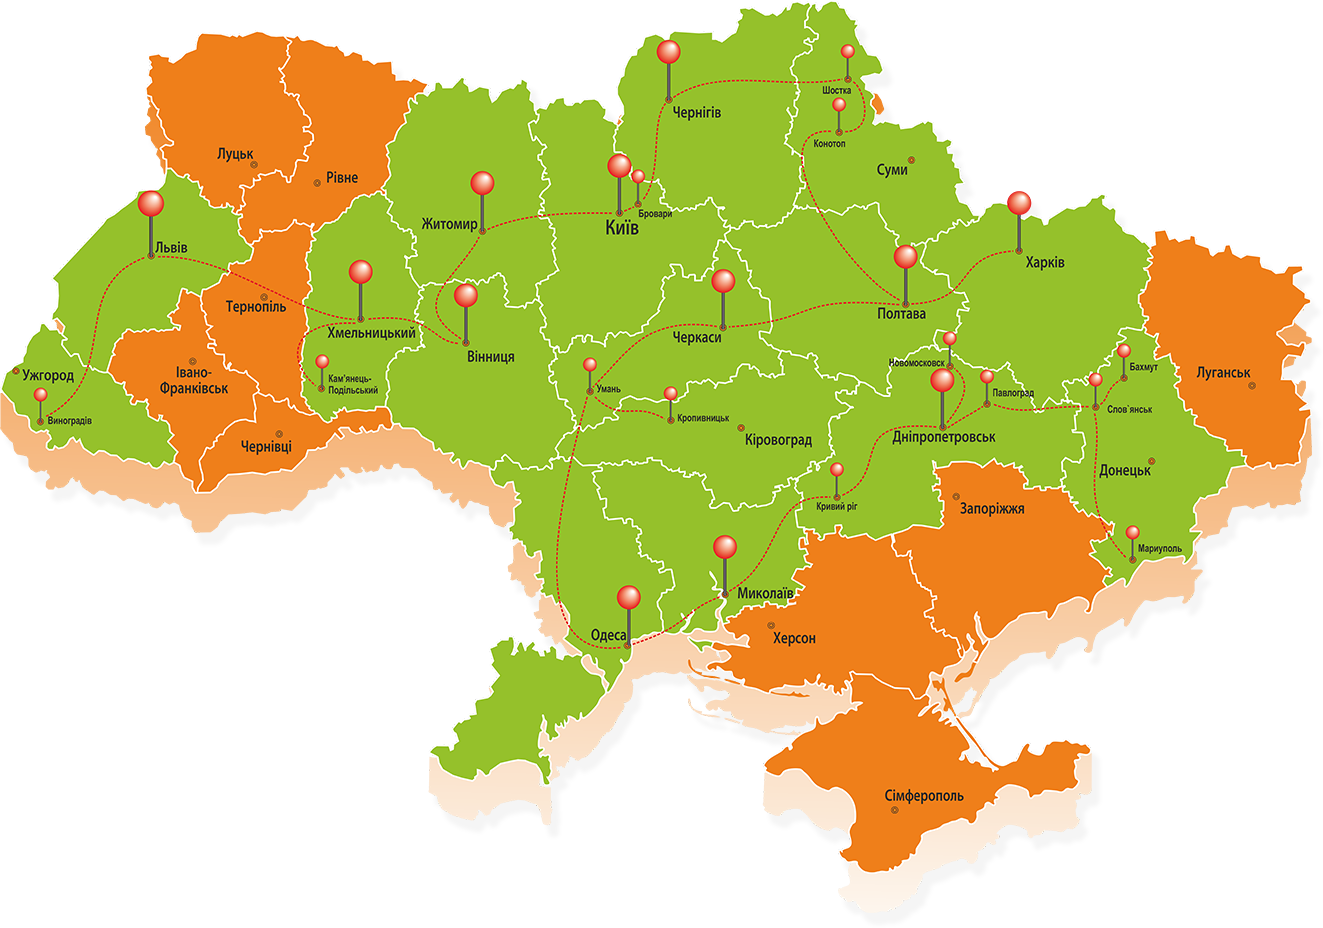 Шостка
Чернігів
Конотоп
Луцьк
Суми
Рівне
Бровари
Житомир
Київ
Львів
Харків
Тернопіль
Полтава
Хмельницький
Черкаси
Вінниця
Новомосковск
Бахмут
Івано-
Франківськ
Ужгород
Луганськ
Кам'янець-
Подільський
Умань
Павлоград
Слов`янськ
Виноградів
Кропивницьк
Дніпропетровськ
Кіровоград
Чернівці
Донецьк
Кривий ріг
Запоріжжя
Мариуполь
Миколаїв
Одеса
Херсон
Сімферополь